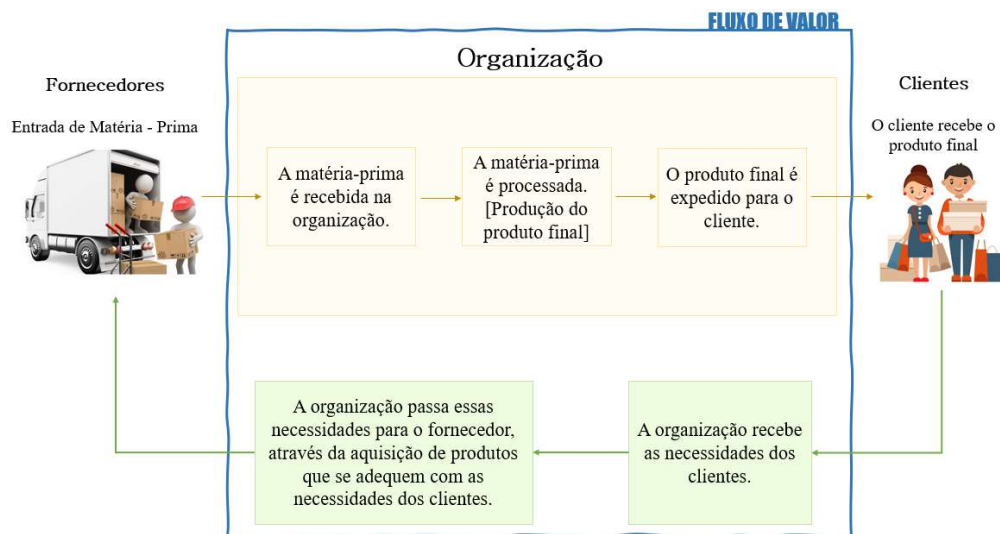 FLUXO DE VALOR
Organização
Fornecedores
Entrada de Matéria - Prima
Clientes
O cliente recebe o
produto final
A matéria-prima
é recebida na
organização.
A matéria-prima
é processada.
[Produção do
produto final]
O produto final é
expedido para o
cliente.
A organização passa essas
necessidades para o fornecedor,
através da aquisição de produtos
que se adequem com as
necessidades dos clientes.
A organização recebe
as necessidades dos
clientes.